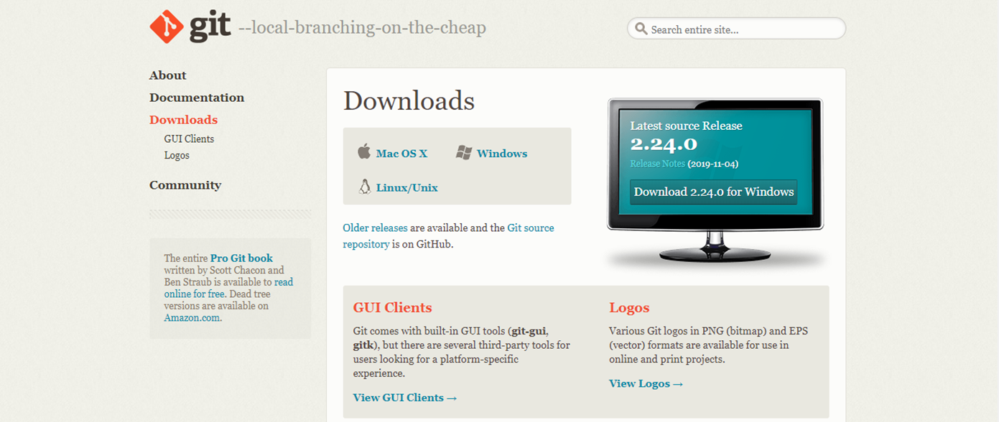 git --local-branching-on-the-cheap
Search entire site...
About
Documentation
Downloads
GUI Clients
Logos
Community
The entire Pro Git book
written by Scott Chacon and
Ben Straub is available to read
online for free. Dead tree
versions are available on
Amazon.com.
Downloads
Mac OS X
Windows
Linux/Unix
Older releases are available and the Git source
repository is on GitHub.
Latest source Release
2.24.0
Release Notes (2019-11-04)
Download 2.24.0 for Windows
GUI Clients
Git comes with built-in GUI tools (git-gui,
gitk), but there are several third-party tools for
users looking for a platform-specific
experience.
View GUI Clients →
Logos
Various Git logos in PNG (bitmap) and EPS
(vector) formats are available for use in
online and print projects.
View Logos →